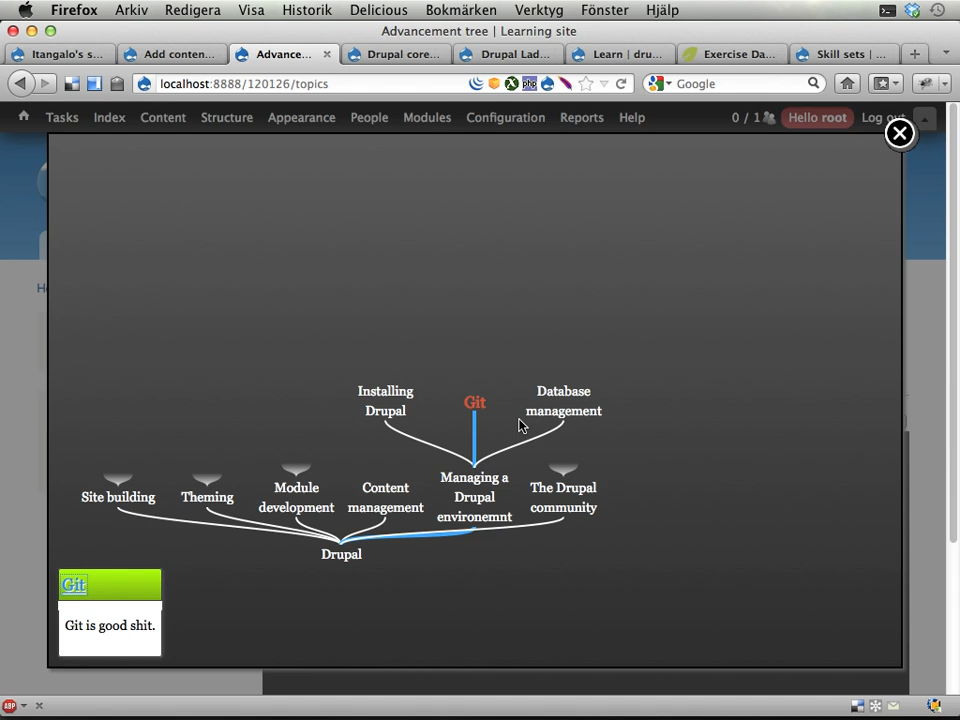 Firefox Arkiv Redigera Visa Historik Delicious Bokmärken Verktyg Fönster Hjälp
Advancement tree | Learning site
Itangalo's s... Add conten... Advance... Drupal core... Drupal Lad... Learn | dru... Exercise Da... Skill sets | ...
localhost:8888/120126/topics php Google
Tasks Index Content Structure Appearance People Modules Configuration Reports Help 0 / 1 Hello root Log out
H
Installing
Drupal
Git
Database
management
Site building
Theming
Module
development
Content
management
Managing a
Drupal
environemnt
The Drupal
community
Drupal
Git
Git is good shit.
ABP